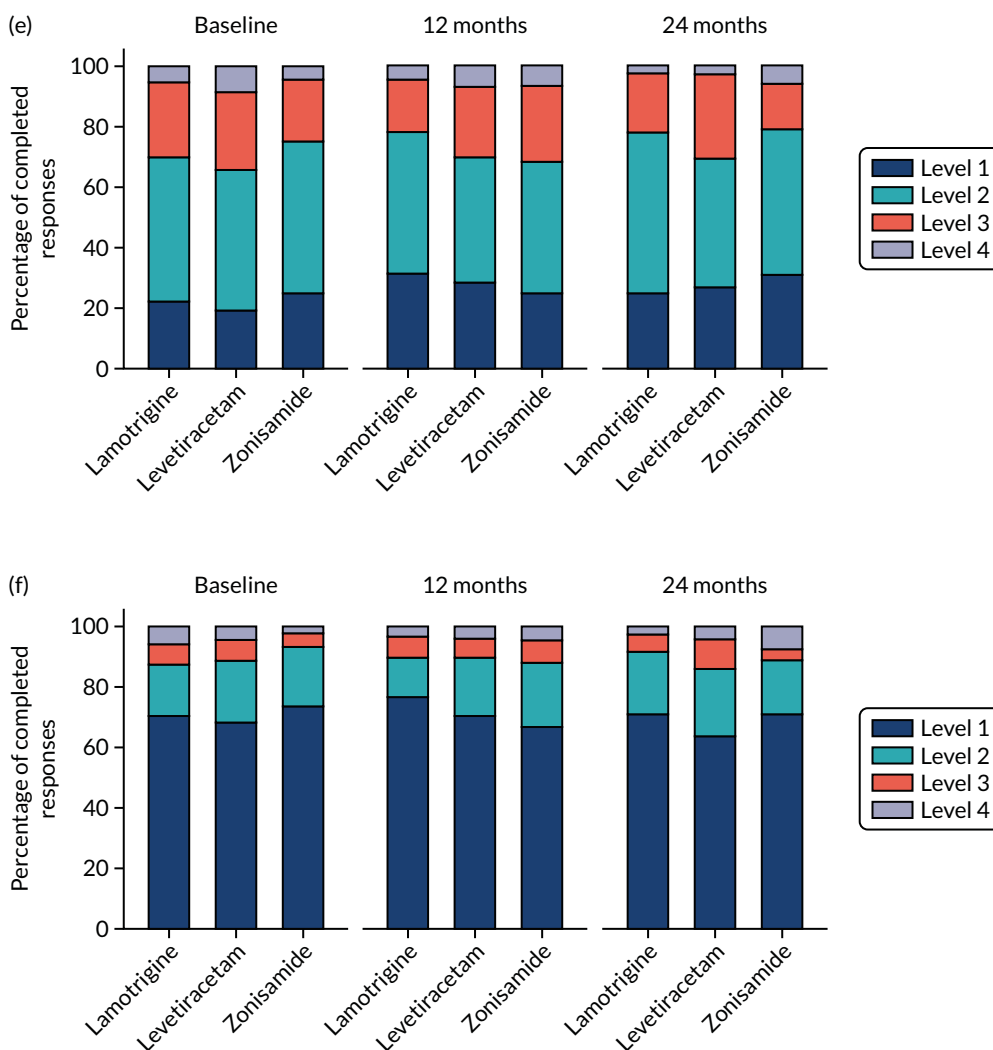 (e)
Baseline
12 months
24 months
Percentage of completed
responses
100
80
60
40
20
0
Lamotrigine
Levetiracetam
Zonisamide
Lamotrigine
Levetiracetam
Zonisamide
Lamotrigine
Levetiracetam
Zonisamide
Level 1
Level 2
Level 3
Level 4
(f)
Baseline
12 months
24 months
Percentage of completed
responses
100
80
60
40
20
0
Lamotrigine
Levetiracetam
Zonisamide
Lamotrigine
Levetiracetam
Zonisamide
Lamotrigine
Levetiracetam
Zonisamide
Level 1
Level 2
Level 3
Level 4